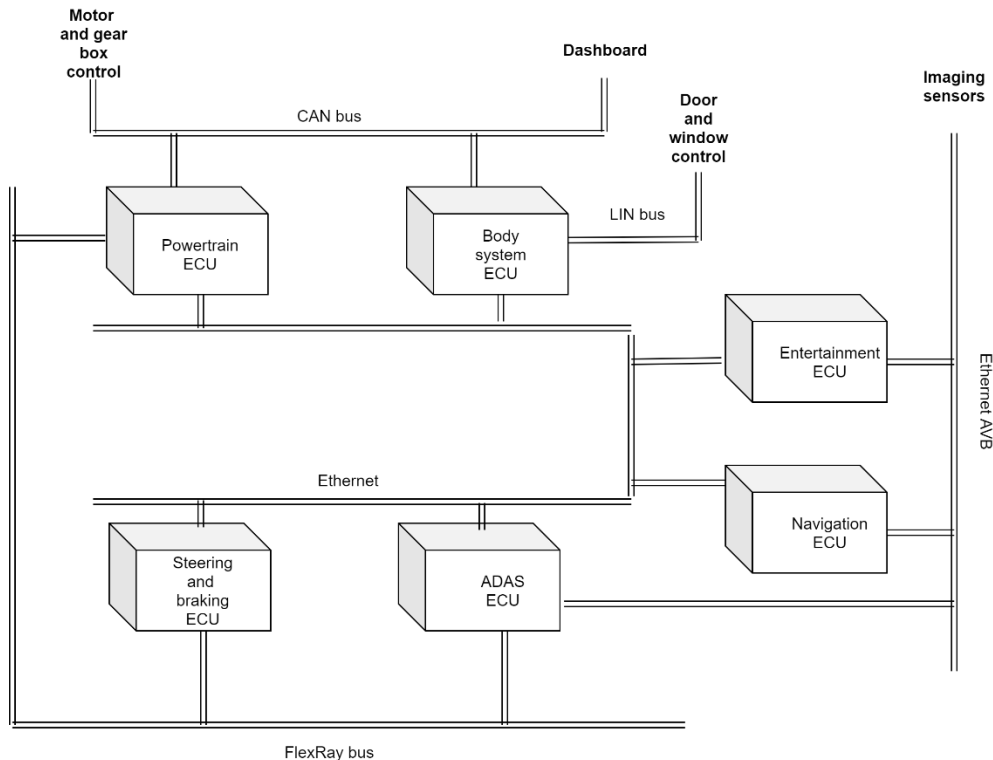 Motor
and gear
box
control
Dashboard
Imaging
sensors
CAN bus
Door
and
window
control
LIN bus
Powertrain
ECU
Body
system
ECU
Entertainment
ECU
Ethernet AVB
Ethernet
Navigation
ECU
Steering
and
braking
ECU
ADAS
ECU
FlexRay bus